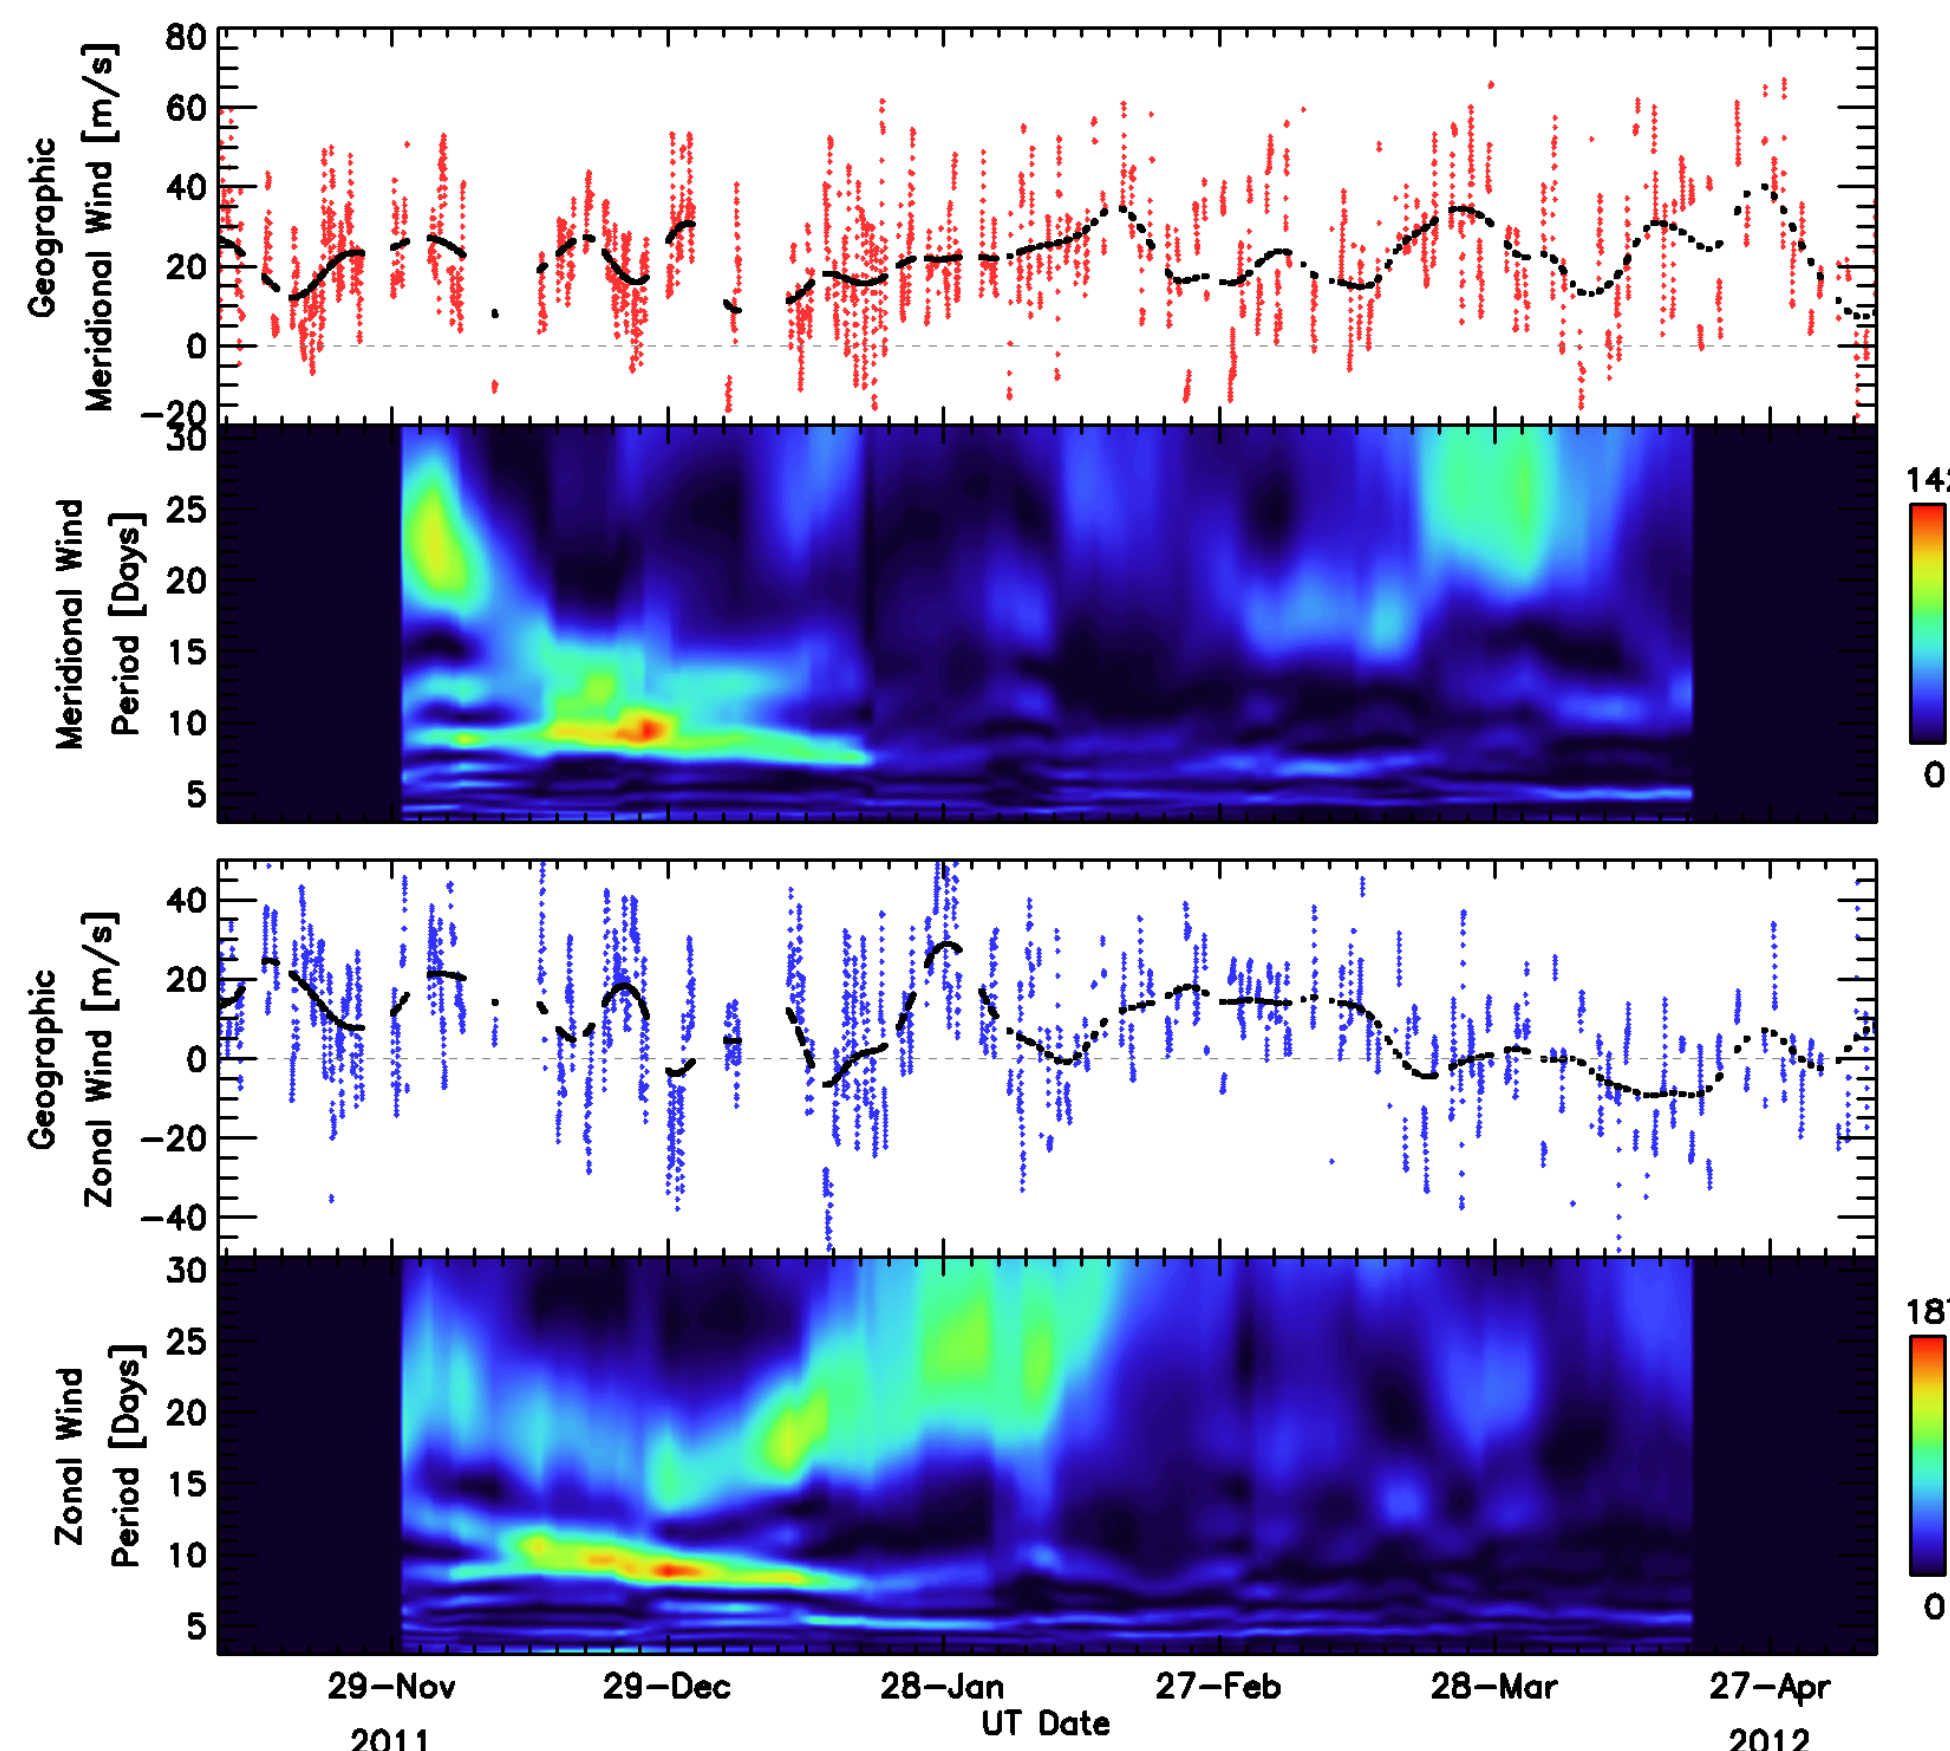 Geographic
Meridional Wind [m/s]
80
60
40
20
0
-20
Meridional Wind
Period [Days]
30
25
20
15
10
5
0
Geographic
Zonal Wind [m/s]
40
20
0
-20
-40
Zonal Wind
Period [Days]
30
25
20
15
10
5
0
29-Nov 29-Dec 28-Jan 27-Feb 28-Mar 27-Apr
UT Date
2011 2012